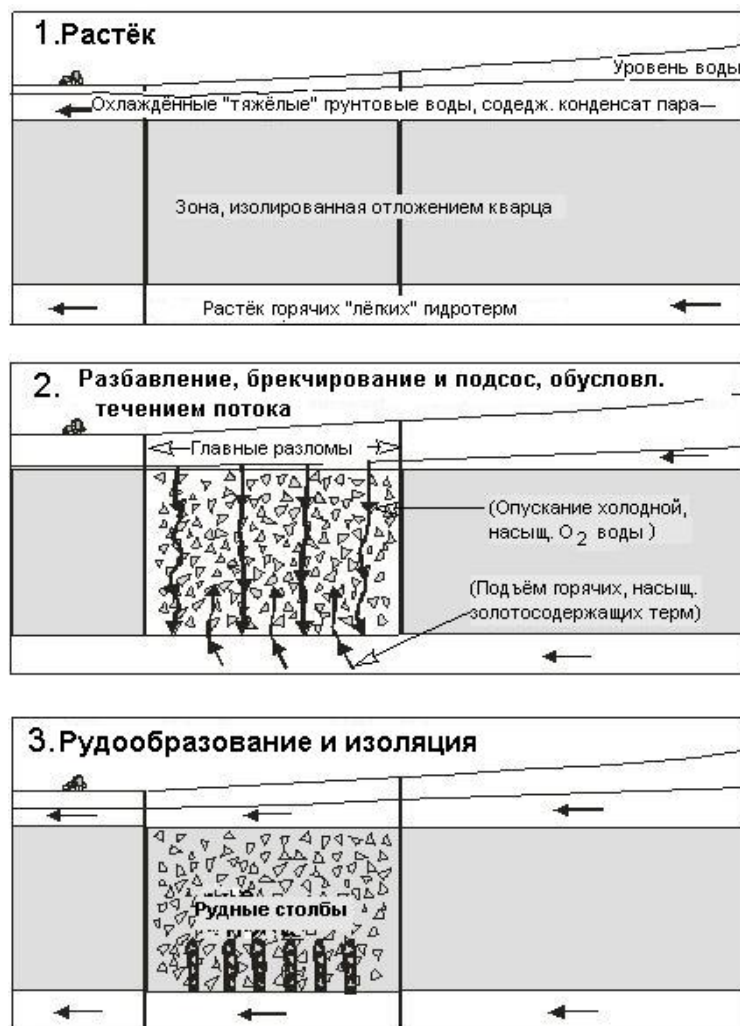 1.Растёк
Уровень воды
Охлаждённые "тяжёлые" грунтовые воды, содедж. конденсат пара
Зона, изолированная отложением кварца
Растёк горячих "лёгких" гидротерм
2. Разбавление, брекчирование и подсос, обусловл.
течением потока
Главные разломы
(Опускание холодной,
насыщ. O2 воды )
(Подъём горячих, насыщ.
золотосодержащих терм)
3.Рудообразование и изоляция
Рудные столбы